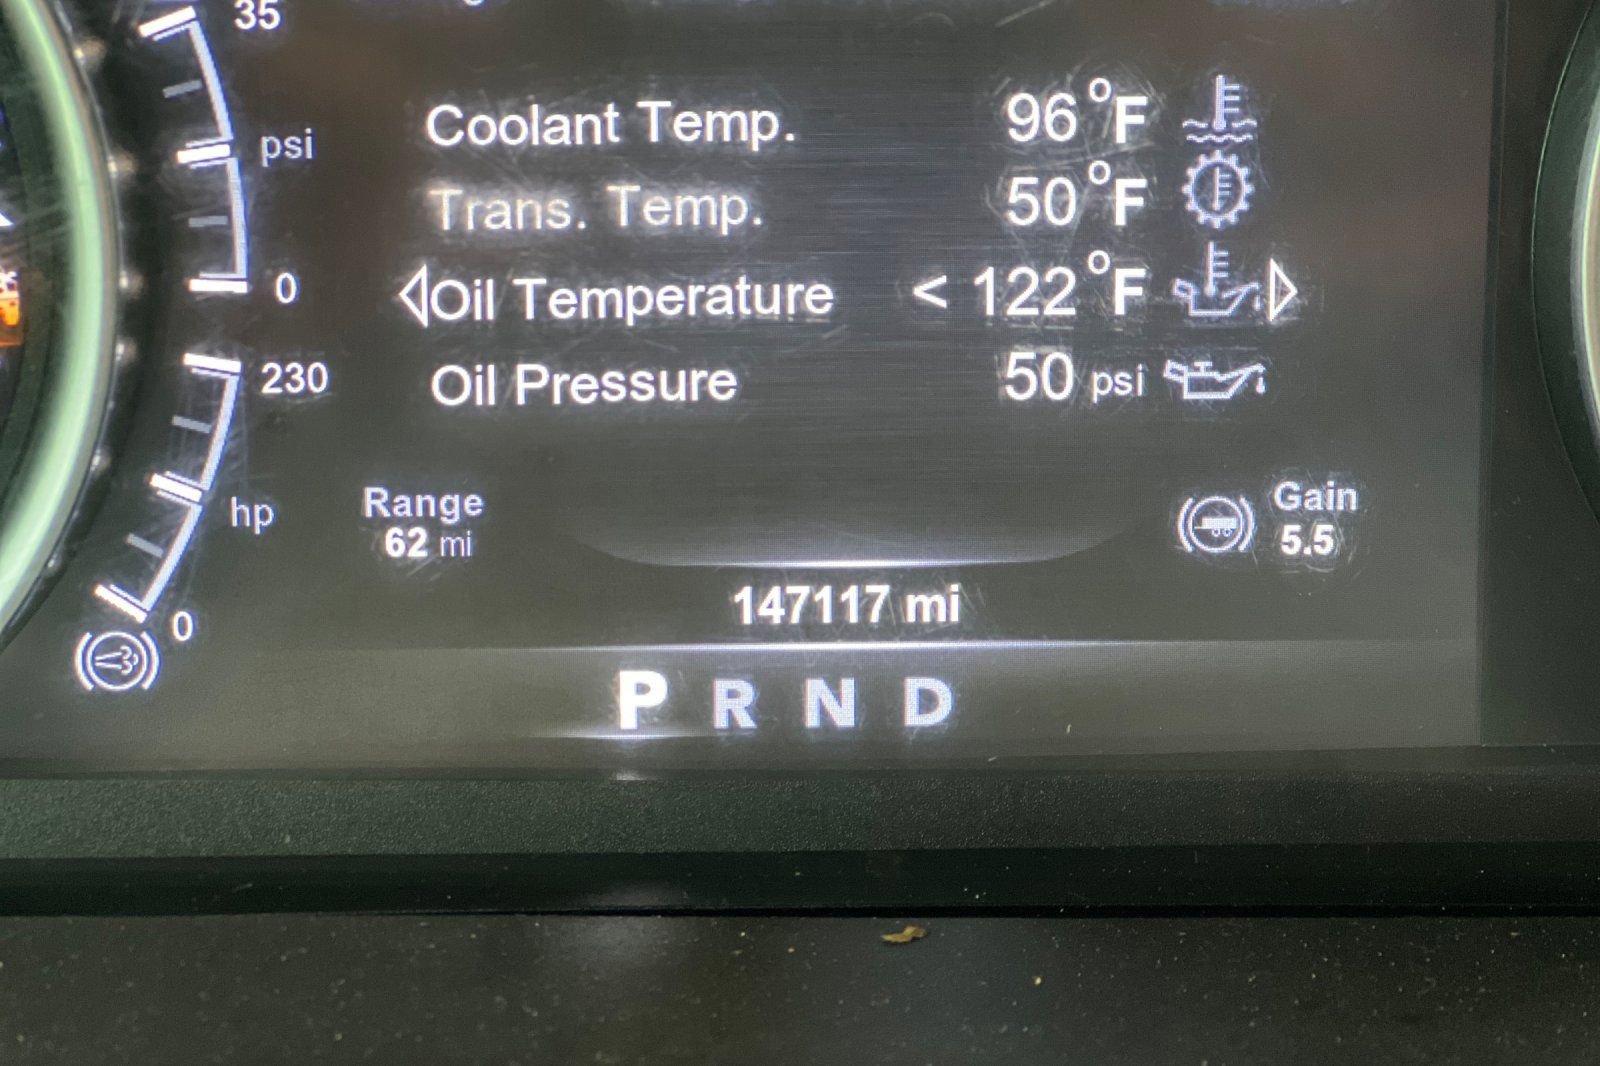 35
psi
0
Coolant Temp. 96 °F
Trans. Temp. 50 °F
Oil Temperature < 122 °F
Oil Pressure 50 psi
230
hp
0
Range
62 mi
Gain
5.5
147117 mi
P R N D